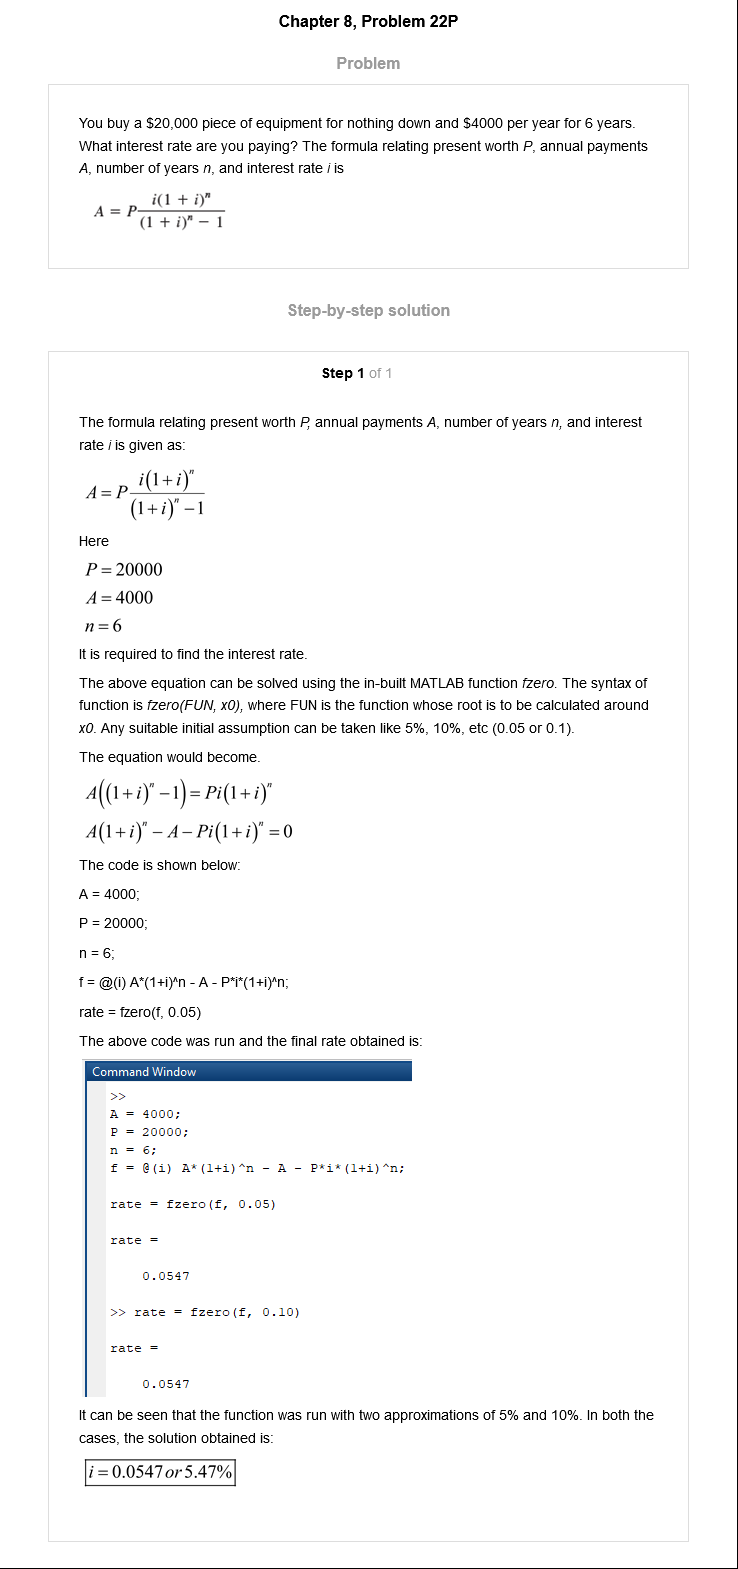 Chapter 8, Problem 22P
Problem
You buy a $20,000 piece of equipment for nothing down and $4000 per year for 6 years.
What interest rate are you paying? The formula relating present worth P, annual payments
A, number of years n, and interest rate i is
A = P i(1 + i)^n / ((1 + i)^n − 1)
Step-by-step solution
Step 1 of 1
The formula relating present worth P, annual payments A, number of years n, and interest
rate i is given as:
A = P i(1+i)^n / ((1+i)^n −1)
Here
P = 20000
A = 4000
n = 6
It is required to find the interest rate.
The above equation can be solved using the in-built MATLAB function fzero. The syntax of
function is fzero(FUN, x0), where FUN is the function whose root is to be calculated around
x0. Any suitable initial assumption can be taken like 5%, 10%, etc (0.05 or 0.1).
The equation would become.
A((1+i)^n −1) = Pi(1+i)^n
A(1+i)^n − A − Pi(1+i)^n = 0
The code is shown below:
A = 4000;
P = 20000;
n = 6;
f = @(i) A*(1+i)^n - A - P*i*(1+i)^n;
rate = fzero(f, 0.05)
The above code was run and the final rate obtained is:
Command Window
>>
A = 4000;
P = 20000;
n = 6;
f = @(i) A*(1+i)^n - A - P*i*(1+i)^n;
rate = fzero(f, 0.05)
rate =
0.0547
>> rate = fzero(f, 0.10)
rate =
0.0547
It can be seen that the function was run with two approximations of 5% and 10%. In both the
cases, the solution obtained is:
i = 0.0547 or 5.47%